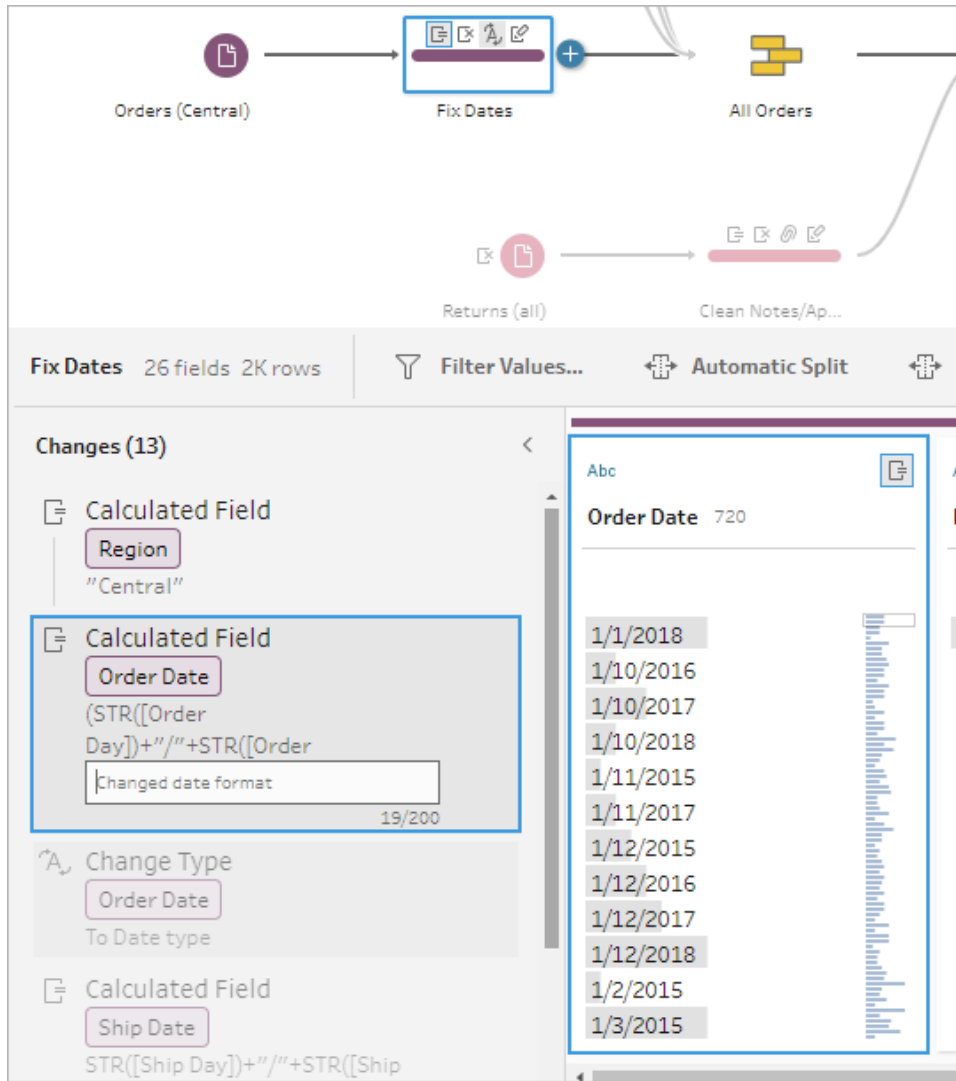 Orders (Central)
Fix Dates
All Orders
Returns (all)
Clean Notes/Ap...
Fix Dates 26 fields 2K rows
Filter Values...
Automatic Split
Changes (13)
Calculated Field
Region
"Central"
Calculated Field
Order Date
(STR([Order
Day])+"/"+STR([Order
Changed date format
19/200
Change Type
Order Date
To Date type
Calculated Field
Ship Date
STR([Ship Day])+"/"+STR([Ship
Abc
Order Date 720
1/1/2018
1/10/2016
1/10/2017
1/10/2018
1/11/2015
1/11/2017
1/12/2015
1/12/2016
1/12/2017
1/12/2018
1/2/2015
1/3/2015